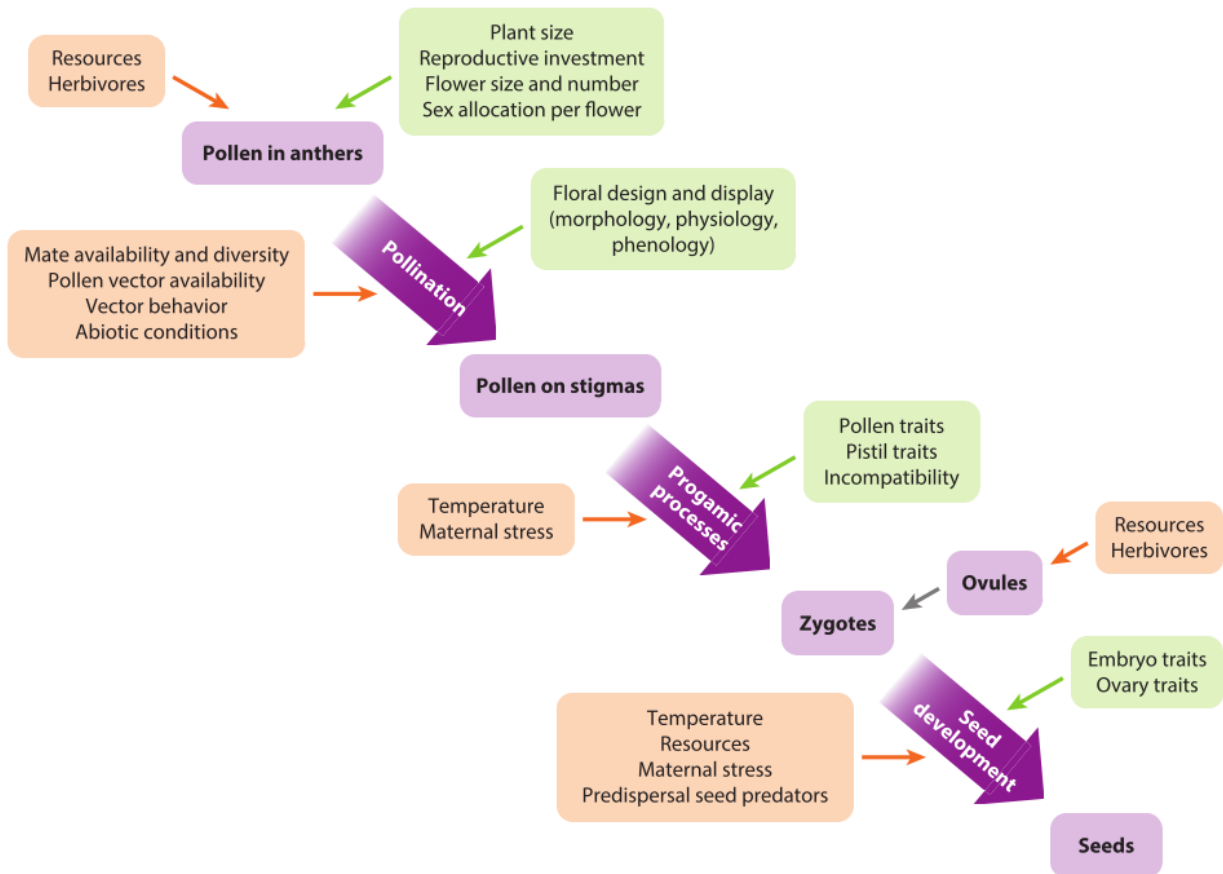 Resources
Herbivores
Plant size
Reproductive investment
Flower size and number
Sex allocation per flower
Pollen in anthers
Floral design and display
(morphology, physiology,
phenology)
Pollination
Mate availability and diversity
Pollen vector availability
Vector behavior
Abiotic conditions
Pollen on stigmas
Pollen traits
Pistil traits
Incompatibility
Progamic
processes
Temperature
Maternal stress
Resources
Herbivores
Ovules
Zygotes
Embryo traits
Ovary traits
Seed
development
Temperature
Resources
Maternal stress
Predispersal seed predators
Seeds